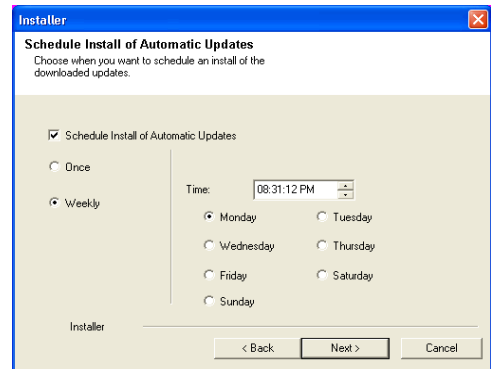 Installer
Schedule Install of Automatic Updates
Choose when you want to schedule an install of the
downloaded updates.
Schedule Install of Automatic Updates
Once
Weekly
Time: 08:31:12 PM
Monday Tuesday
Wednesday Thursday
Friday Saturday
Sunday
Installer
< Back Next > Cancel